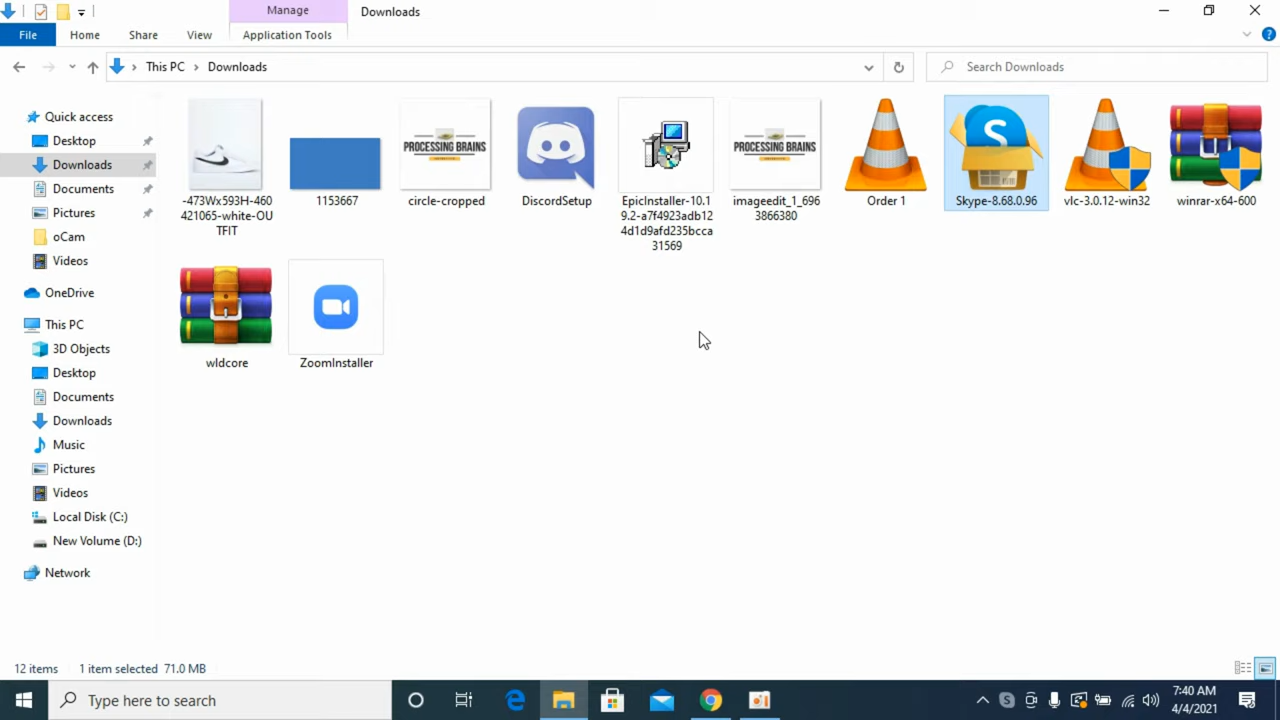 Manage
Downloads
File
Home
Share
View
Application Tools
This PC
Downloads
Search Downloads
Quick access
Desktop
Downloads
Documents
Pictures
oCam
Videos
OneDrive
This PC
3D Objects
Desktop
Documents
Downloads
Music
Pictures
Videos
Local Disk (C:)
New Volume (D:)
Network
-473Wx593H-460
421065-white-OU
TFIT
1153667
PROCESSING BRAINS
circle-cropped
DiscordSetup
EpicInstaller-10.1
9.2-a7f4923adb12
4d1d9afd235bcca
31569
PROCESSING BRAINS
imageedit_1_696
3866380
Order 1
S
Skype-8.68.0.96
vlc-3.0.12-win32
winrar-x64-600
wldcore
ZoomInstaller
12 items
1 item selected 71.0 MB
Type here to search
7:40 AM
4/4/2021